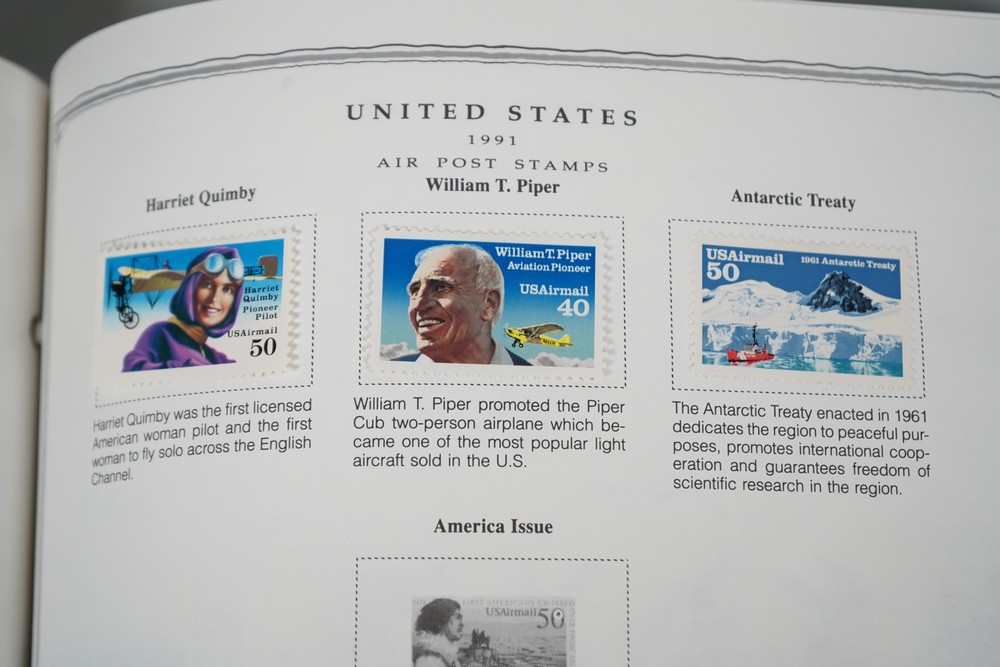 UNITED STATES
1991
AIR POST STAMPS
Harriet Quimby
William T. Piper
Antarctic Treaty
Harriet
Quimby
Pioneer
Pilot
USAirmail
50
William T. Piper
Aviation Pioneer
USAirmail
40
USAirmail
50
1961 Antarctic Treaty
Harriet Quimby was the first licensed
American woman pilot and the first
woman to fly solo across the English
Channel.
William T. Piper promoted the Piper
Cub two-person airplane which be-
came one of the most popular light
aircraft sold in the U.S.
The Antarctic Treaty enacted in 1961
dedicates the region to peaceful pur-
poses, promotes international coop-
eration and guarantees freedom of
scientific research in the region.
America Issue
FIRST AMERICANS CROSSED
USAirmail 50